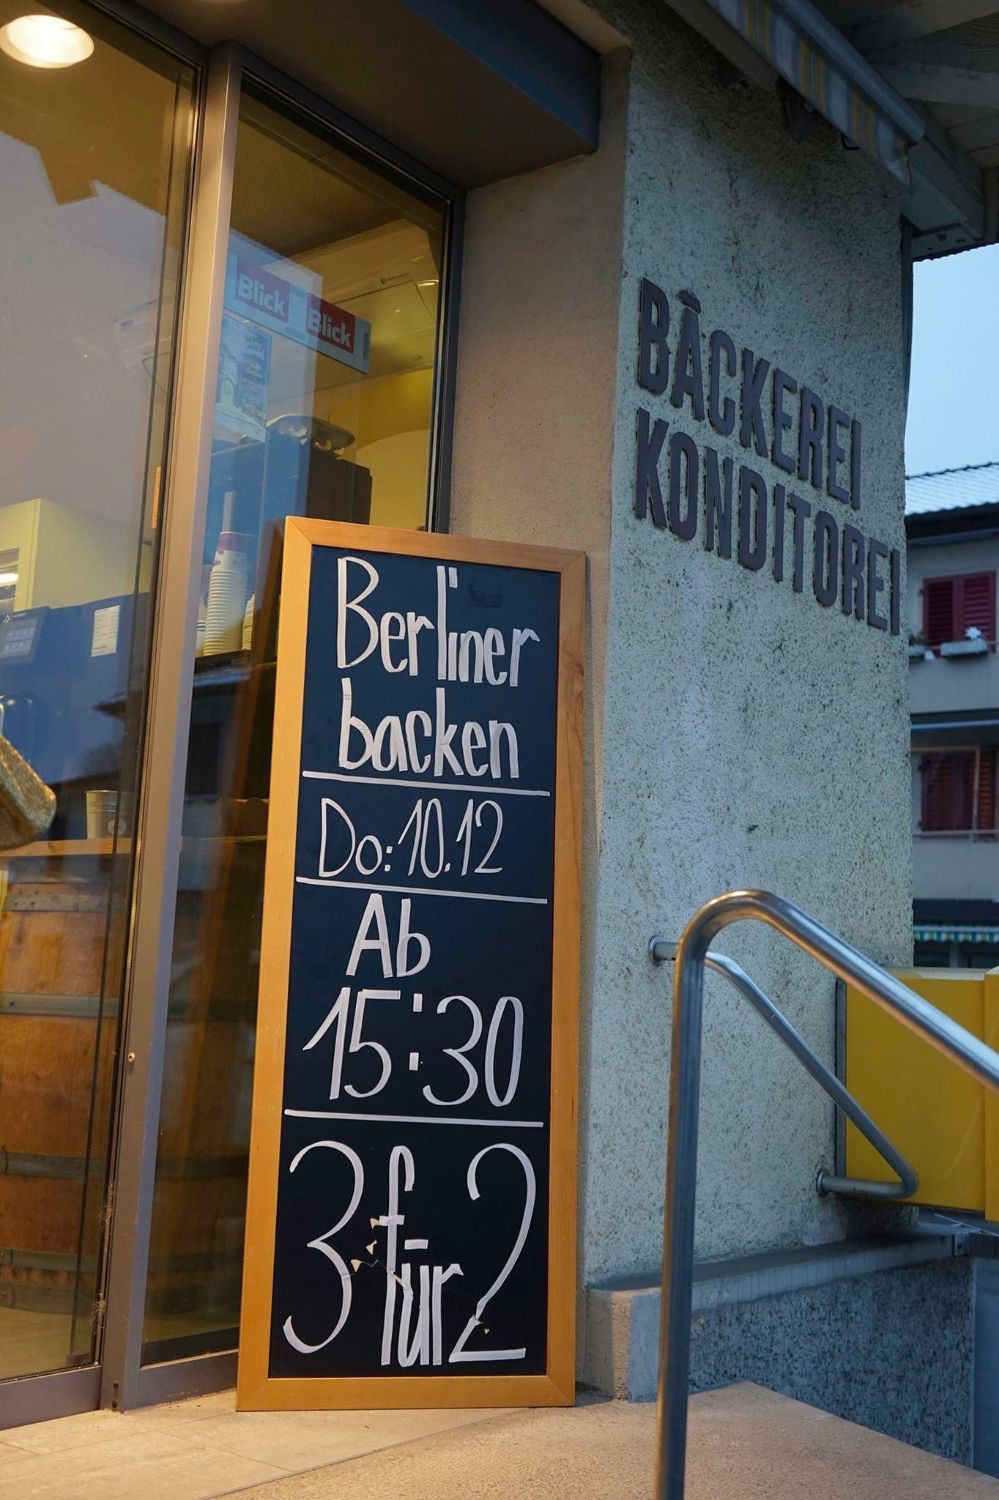 Blick Blick
BÄCKEREI
KONDITOREI
Berliner
backen
Do: 10.12
Ab
15:30
3 für 2